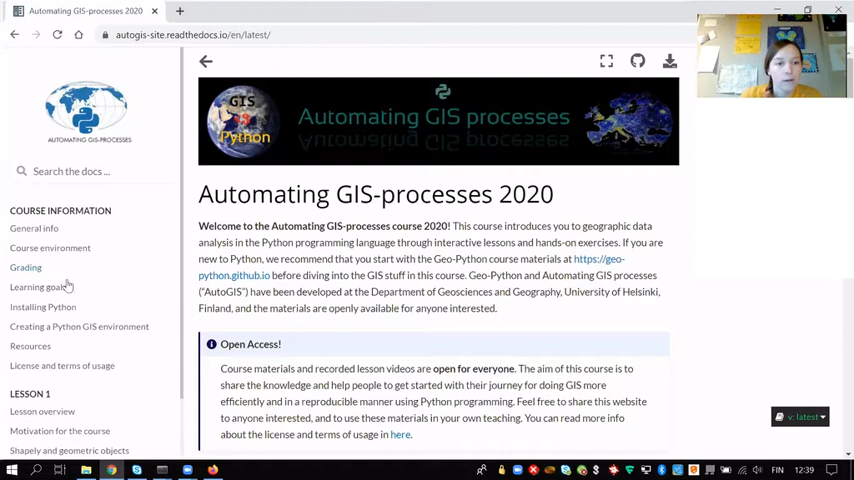 Automating GIS-processes 2020
autogis-site.readthedocs.io/en/latest/
AUTOMATING GIS-PROCESSES
Search the docs ...
COURSE INFORMATION
General info
Course environment
Grading
Learning goals
Installing Python
Creating a Python GIS environment
Resources
License and terms of usage
LESSON 1
Lesson overview
Motivation for the course
Shapely and geometric objects
GIS
Python
Automating GIS processes
Automating GIS-processes 2020
Welcome to the Automating GIS-processes course 2020! This course introduces you to geographic data
analysis in the Python programming language through interactive lessons and hands-on exercises. If you are
new to Python, we recommend that you start with the Geo-Python course materials at https://geo-
python.github.io before diving into the GIS stuff in this course. Geo-Python and Automating GIS processes
("AutoGIS") have been developed at the Department of Geosciences and Geography, University of Helsinki,
Finland, and the materials are openly available for anyone interested.
Open Access!
Course materials and recorded lesson videos are open for everyone. The aim of this course is to
share the knowledge and help people to get started with their journey for doing GIS more
efficiently and in a reproducible manner using Python programming. Feel free to share this website
to anyone interested, and to use these materials in your own teaching. You can read more info
about the license and terms of usage in here.
v: latest
FIN
12:39